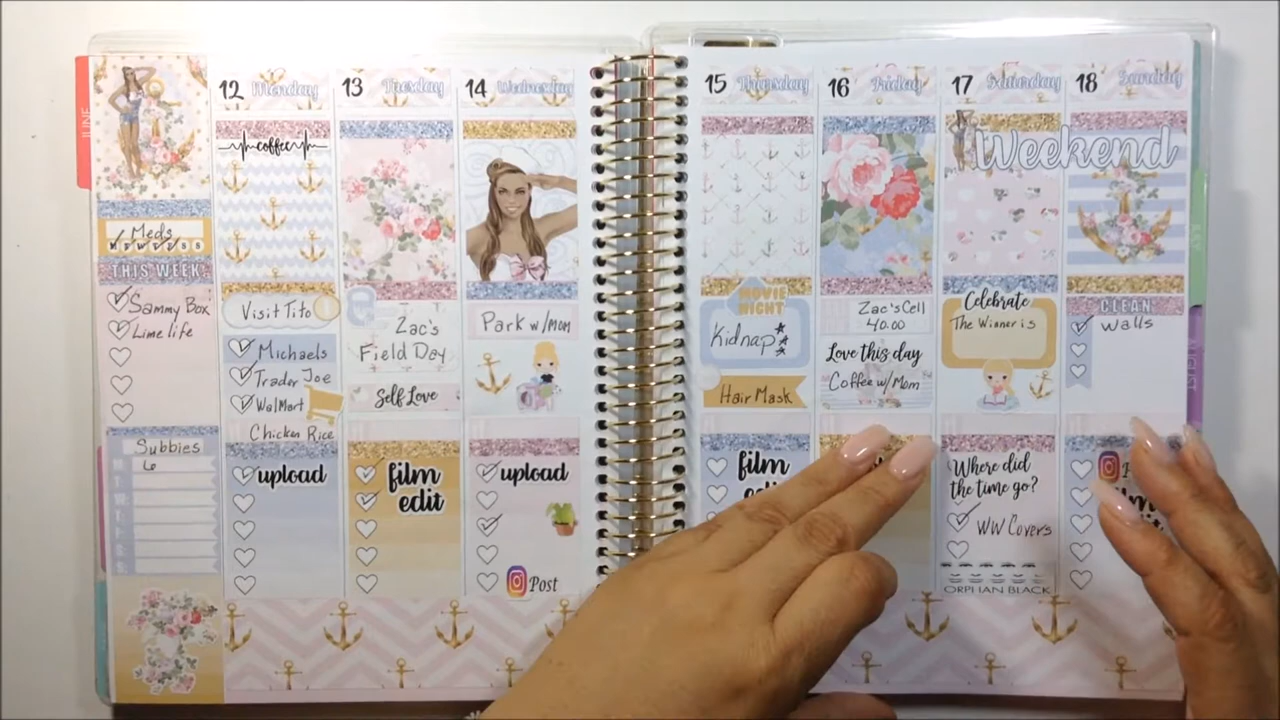 JUNE
Meds
M T W T F S S
THIS WEEK
Sammy Box
Lime life
Subbies
12 Monday
coffee
Visit Tito
Michaels
Trader Joe
WalMart
Chicken Rice
upload
13 Tuesday
Zac's
Field Day
Self Love
film
edit
14 Wednesday
Park w/Mom
upload
Post
15 Thursday
MOVIE
NIGHT
Kidnap
Hair Mask
film
16 Friday
Zac's Cell
40.00
Love this day
Coffee w/Mom
17 Saturday
Weekend
Celebrate
The Winner is
Where did
the time go?
WW Covers
ORPHAN BLACK
18 Sunday
CLEAN
Walls
AUGUST